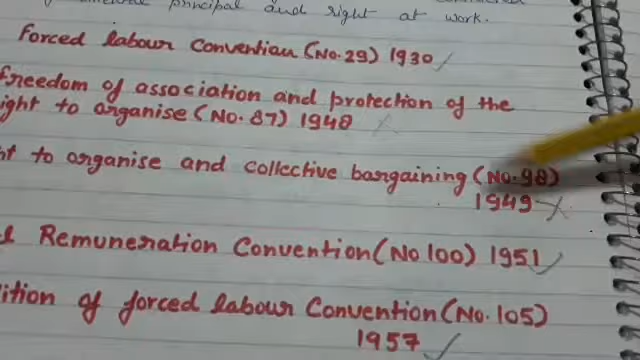 principal and right at work.
Forced labour Convention (No.29) 1930
freedom of association and protection of the
ight to organise (No.87) 1948
ht to organise and collective bargaining (No.98)
1949
l Remuneration Convention (No 100) 1951
ition of forced labour Convention (No.105)
1957